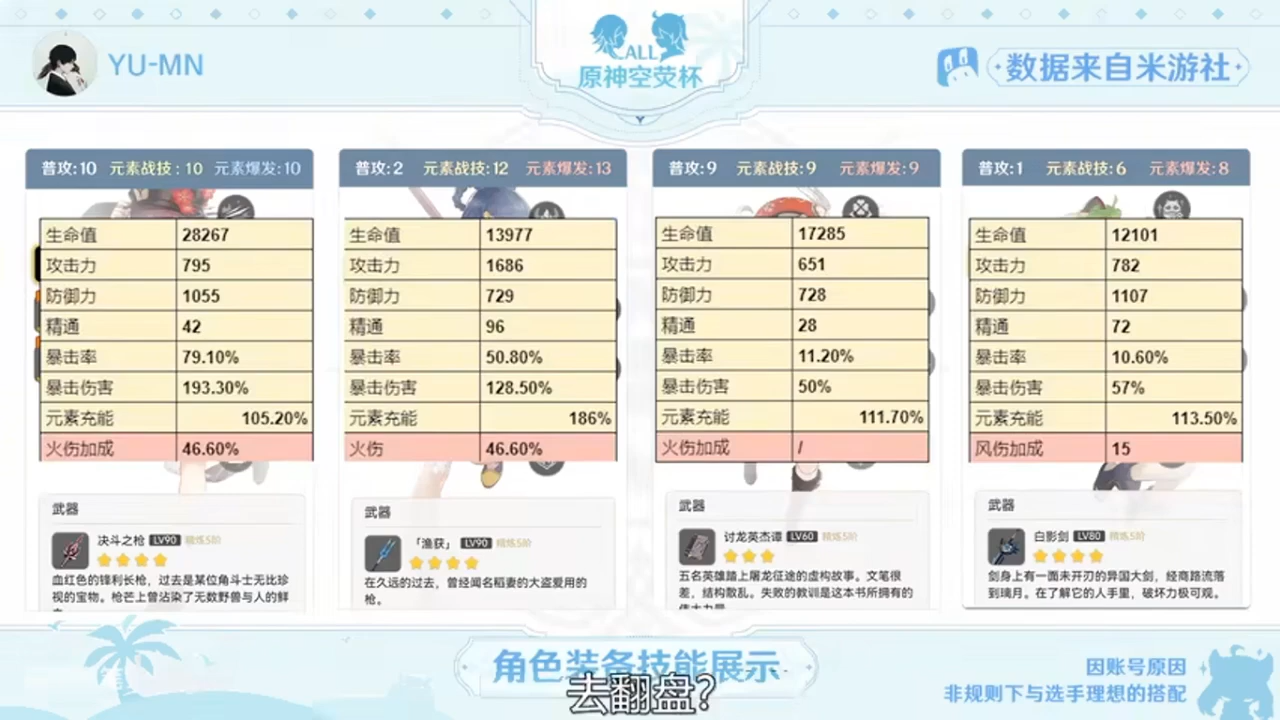 YU-MN
ALL
原神空荧杯
数据来自米游社
普攻:10 元素战技:10 元素爆发:10
生命值 28267
攻击力 795
防御力 1055
精通 42
暴击率 79.10%
暴击伤害 193.30%
元素充能 105.20%
火伤加成 46.60%
武器
决斗之枪 LV90 精炼5阶
血红色的锋利长枪，过去是某位角斗士无比珍
视的宝物。枪芒上曾沾染了无数野兽与人的鲜
普攻:2 元素战技:12 元素爆发:13
生命值 13977
攻击力 1686
防御力 729
精通 96
暴击率 50.80%
暴击伤害 128.50%
元素充能 186%
火伤 46.60%
武器
「渔获」 LV90 精炼5阶
在久远的过去，曾经闻名稻妻的大盗爱用的
枪。
普攻:9 元素战技:9 元素爆发:9
生命值 17285
攻击力 651
防御力 728
精通 28
暴击率 11.20%
暴击伤害 50%
元素充能 111.70%
火伤加成 /
武器
讨龙英杰谭 LV60 精炼5阶
五名英雄踏上屠龙征途的虚构故事。文笔很
差，结构散乱。失败的教训是这本书所拥有的
伟大力量
普攻:1 元素战技:6 元素爆发:8
生命值 12101
攻击力 782
防御力 1107
精通 72
暴击率 10.60%
暴击伤害 57%
元素充能 113.50%
风伤加成 15
武器
白影剑 LV80 精炼5阶
剑身上有一面未开刃的异国大剑，经商路流落
到璃月。在了解它的人手里，破坏力极可观。
角色装备技能展示
去翻盘?
因账号原因
非规则下与选手理想的搭配